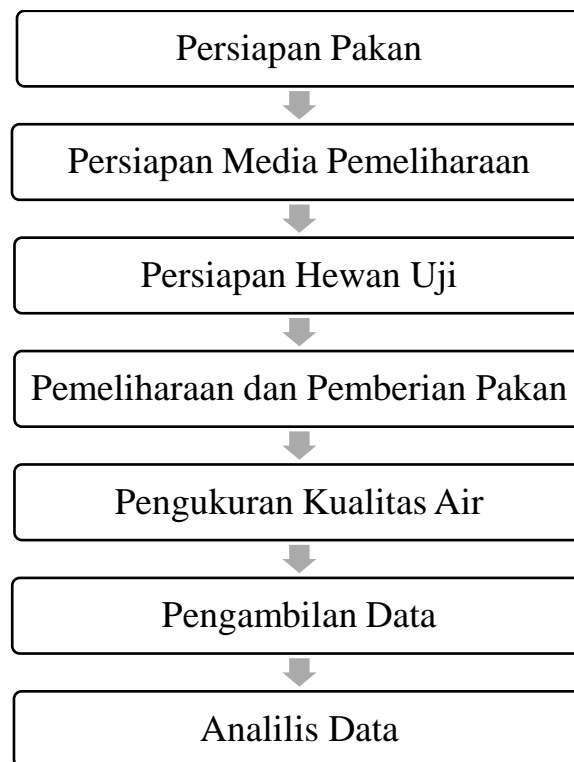 Persiapan Pakan
Persiapan Media Pemeliharaan
Persiapan Hewan Uji
Pemeliharaan dan Pemberian Pakan
Pengukuran Kualitas Air
Pengambilan Data
Analilis Data